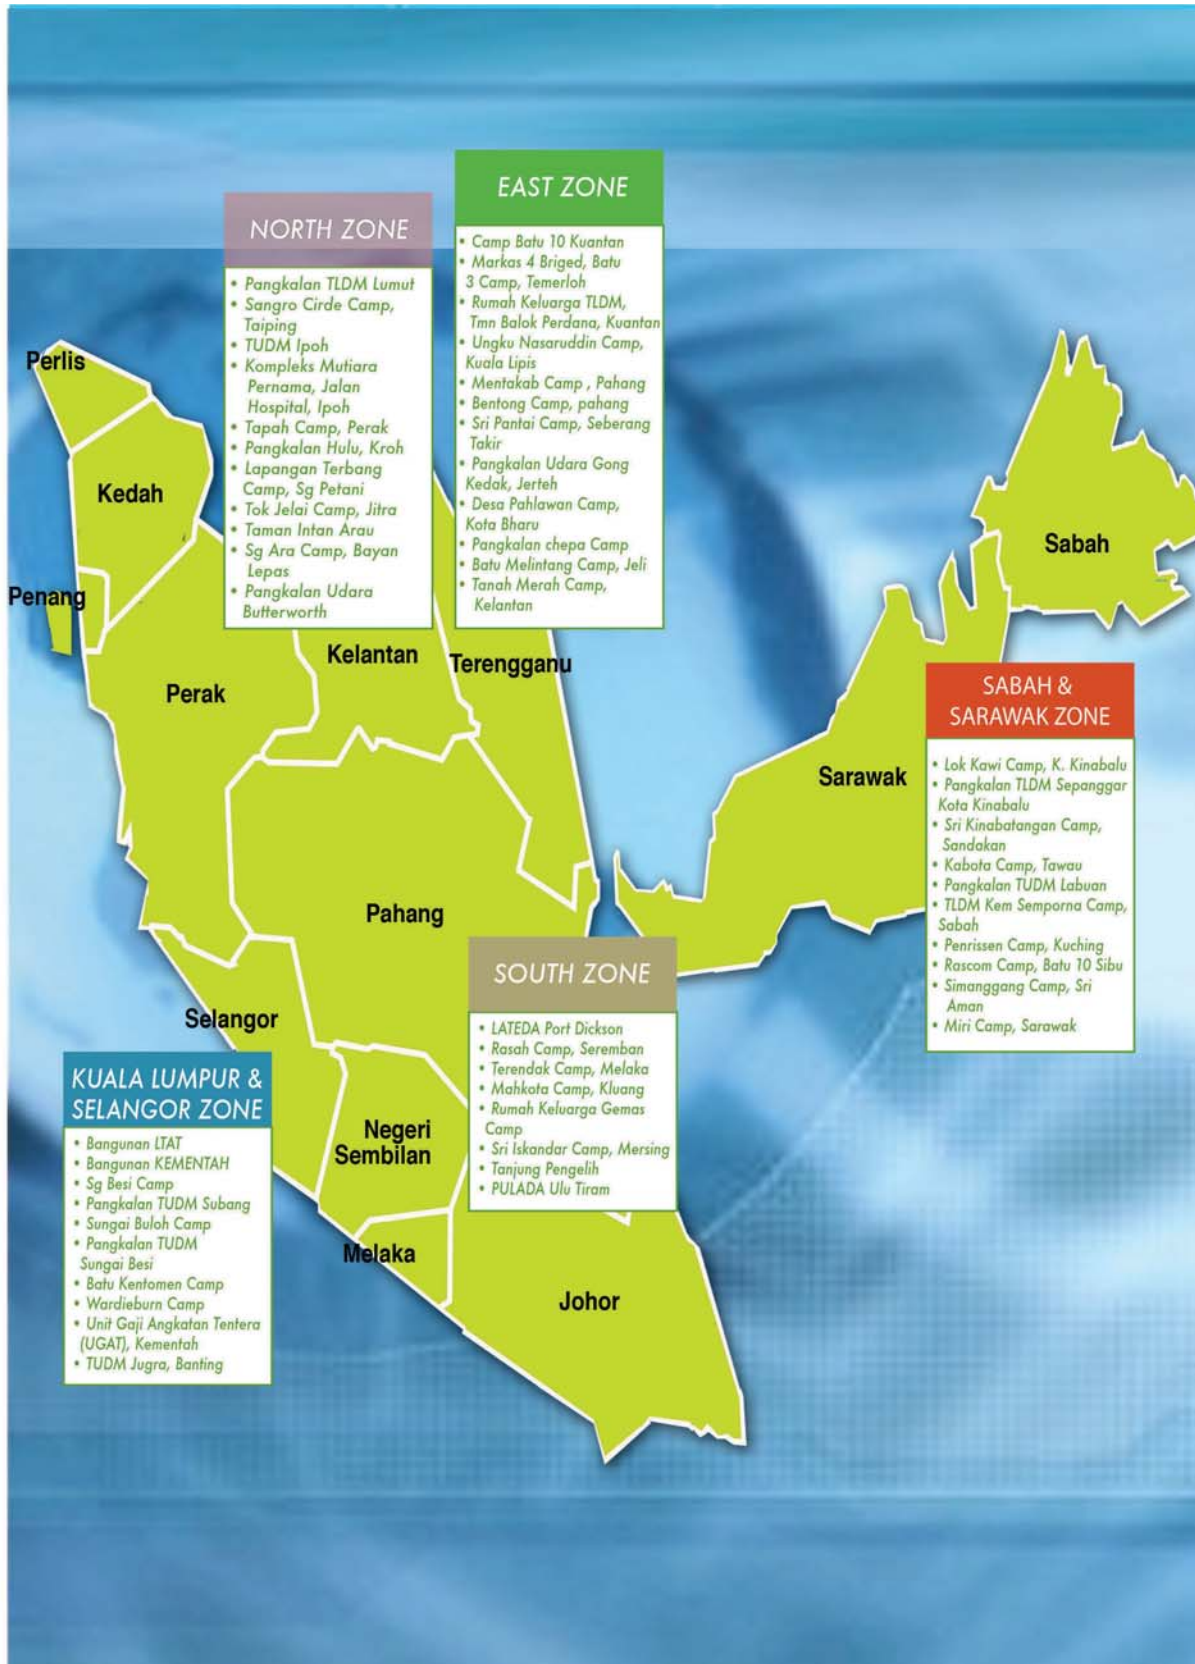 EAST ZONE
• Camp Batu 10 Kuantan
• Markas 4 Briged, Batu
3 Camp, Temerloh
• Rumah Keluarga TLDM,
Tmn Balok Perdana, Kuantan
• Ungku Nasaruddin Camp,
Kuala Lipis
• Mentakab Camp , Pahang
• Bentong Camp, pahang
• Sri Pantai Camp, Seberang
Takir
• Pangkalan Udara Gong
Kedak, Jerteh
• Desa Pahlawan Camp,
Kota Bharu
• Pangkalan chepa Camp
• Batu Melintang Camp, Jeli
• Tanah Merah Camp,
Kelantan
NORTH ZONE
• Pangkalan TLDM Lumut
• Sangro Cirde Camp,
Taiping
• TUDM Ipoh
• Kompleks Mutiara
Pernama, Jalan
Hospital, Ipoh
• Tapah Camp, Perak
• Pangkalan Hulu, Kroh
• Lapangan Terbang
Camp, Sg Petani
• Tok Jelai Camp, Jitra
• Taman Intan Arau
• Sg Ara Camp, Bayan
Lepas
• Pangkalan Udara
Butterworth
Perlis
Kedah
Penang
Perak
Kelantan
Terengganu
Sabah
Sarawak
SABAH &
SARAWAK ZONE
• Lok Kawi Camp, K. Kinabalu
• Pangkalan TLDM Sepanggar
Kota Kinabalu
• Sri Kinabatangan Camp,
Sandakan
• Kabota Camp, Tawau
• Pangkalan TUDM Labuan
• TLDM Kem Semporna Camp,
Sabah
• Penrissen Camp, Kuching
• Rascom Camp, Batu 10 Sibu
• Simanggang Camp, Sri
Aman
• Miri Camp, Sarawak
Pahang
SOUTH ZONE
• LATEDA Port Dickson
• Rasah Camp, Seremban
• Terendak Camp, Melaka
• Mahkota Camp, Kluang
• Rumah Keluarga Gemas
Camp
• Sri Iskandar Camp, Mersing
• Tanjung Pengelih
• PULADA Ulu Tiram
Selangor
KUALA LUMPUR &
SELANGOR ZONE
• Bangunan LTAT
• Bangunan KEMENTAH
• Sg Besi Camp
• Pangkalan TUDM Subang
• Sungai Buloh Camp
• Pangkalan TUDM
Sungai Besi
• Batu Kentomen Camp
• Wardieburn Camp
• Unit Gaji Angkatan Tentera
(UGAT), Kementah
• TUDM Jugra, Banting
Negeri
Sembilan
Melaka
Johor